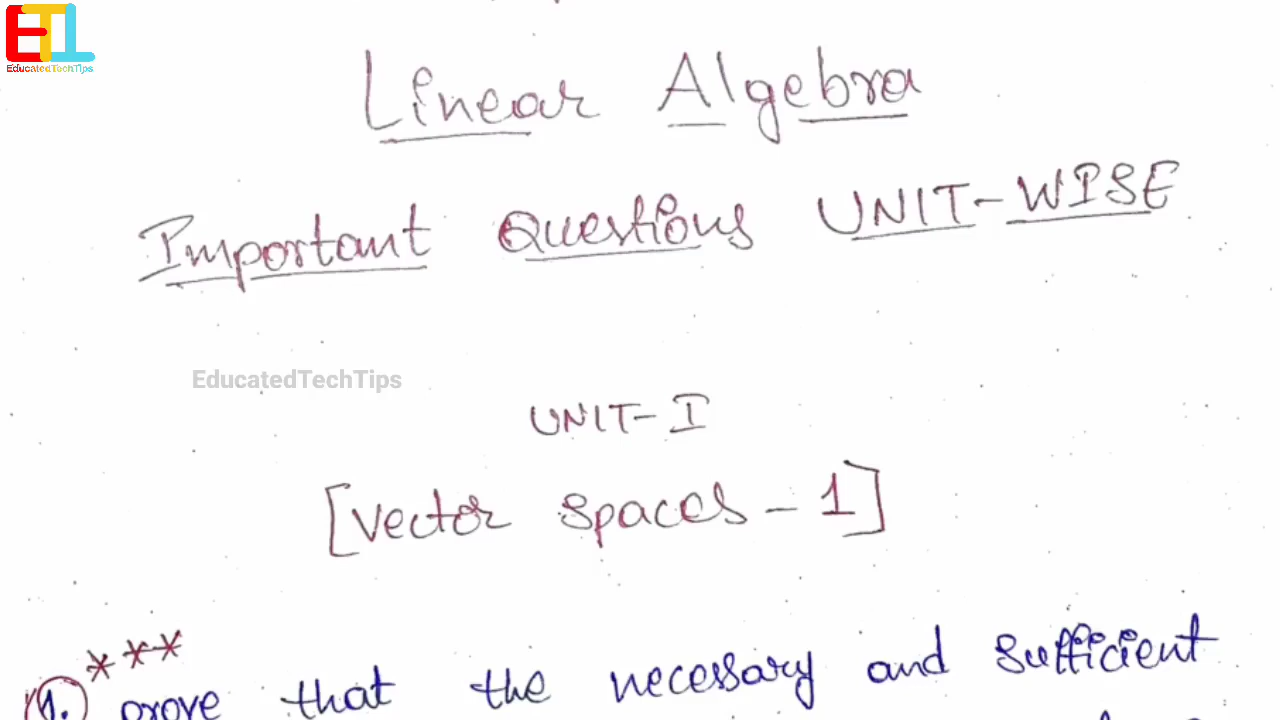 ETL
EducatedTechTips
Linear Algebra
Important Questions UNIT-WISE
EducatedTechTips
UNIT-I
[Vector spaces - 1]
***
1. prove that the necessary and sufficient